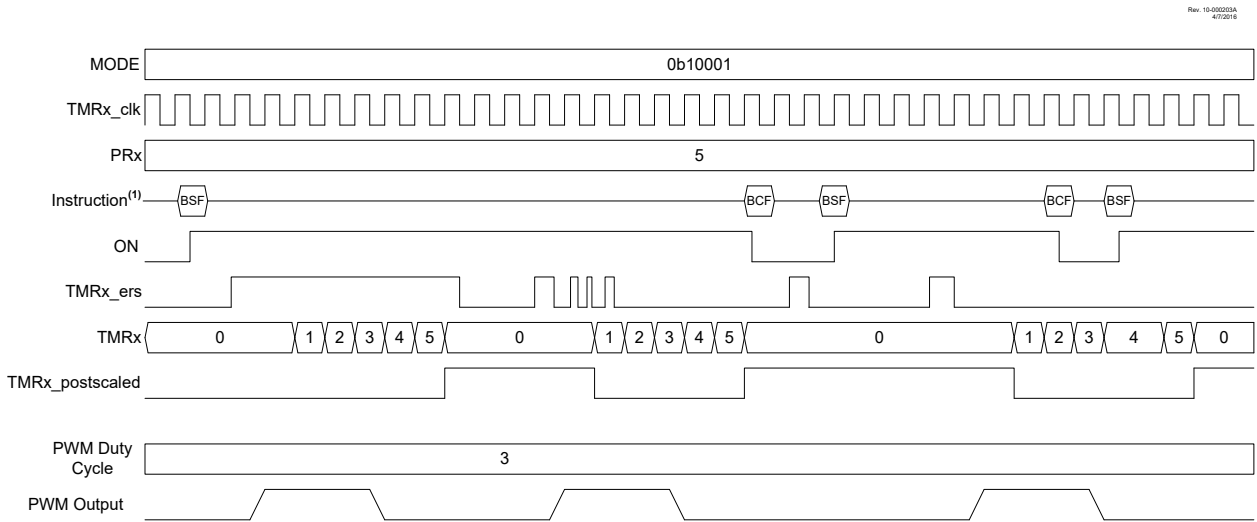 Rev. 10-000203A
4/7/2016
MODE 0b10001
TMRx_clk
PRx 5
Instruction(1) BSF BCF BSF BCF BSF
ON
TMRx_ers
TMRx 0 1 2 3 4 5 0 1 2 3 4 5 0 1 2 3 4 5 0
TMRx_postscaled
PWM Duty
Cycle 3
PWM Output